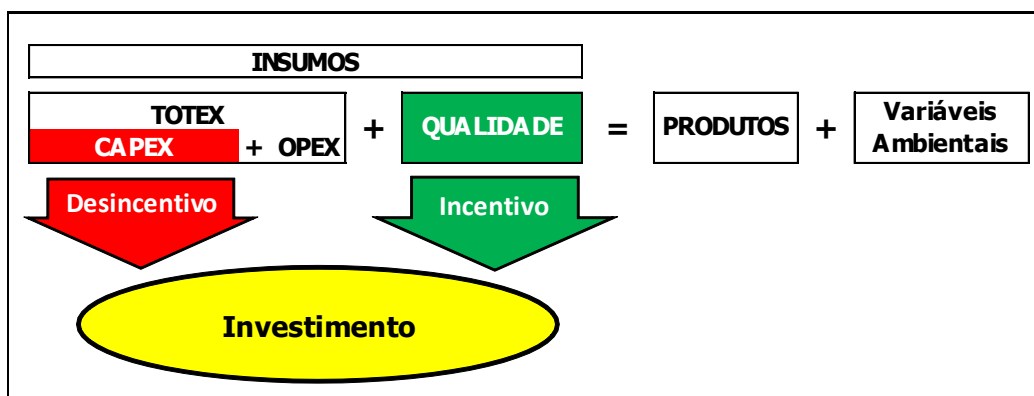 INSUMOS
TOTEX
CAPEX + OPEX
+
QUALIDADE
=
PRODUTOS
+
Variáveis
Ambientais
Desincentivo
Incentivo
Investimento